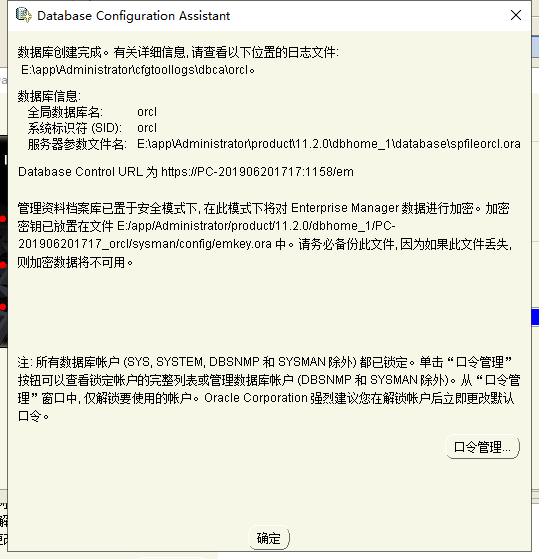 Database Configuration Assistant
数据库创建完成。有关详细信息, 请查看以下位置的日志文件:
E:\app\Administrator\cfgtoollogs\dbca\orcl。
数据库信息:
全局数据库名: orcl
系统标识符 (SID): orcl
服务器参数文件名: E:\app\Administrator\product\11.2.0\dbhome_1\database\spfileorcl.ora
Database Control URL 为 https://PC-201906201717:1158/em
管理资料档案库已置于安全模式下, 在此模式下将对 Enterprise Manager 数据进行加密。加密
密钥已放置在文件 E:/app/Administrator/product/11.2.0/dbhome_1/PC-
201906201717_orcl/sysman/config/emkey.ora 中。请务必备份此文件, 因为如果此文件丢失,
则加密数据将不可用。
注: 所有数据库帐户 (SYS, SYSTEM, DBSNMP 和 SYSMAN 除外) 都已锁定。单击“口令管理”
按钮可以查看锁定帐户的完整列表或管理数据库帐户 (DBSNMP 和 SYSMAN 除外)。从“口令管
理”窗口中, 仅解锁要使用的帐户。Oracle Corporation 强烈建议您在解锁帐户后立即更改默认
口令。
口令管理...
确定